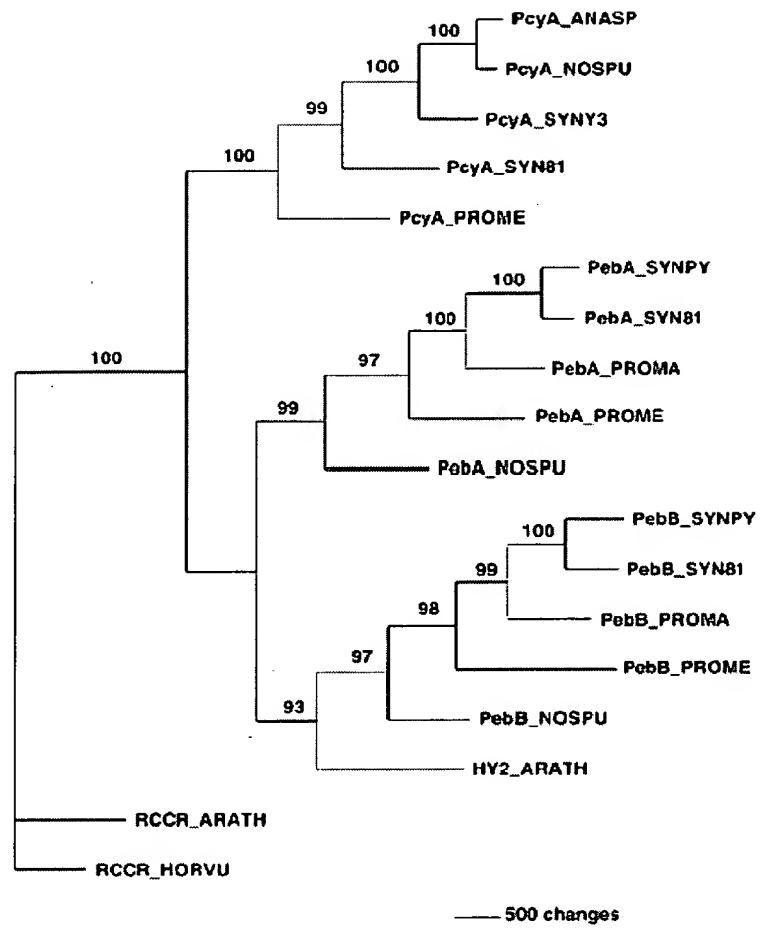 PcyA_ANASP
100
PcyA_NOSPU
100
99
PcyA_SYNY3
100
PcyA_SYN81
PcyA_PROME
PebA_SYNPY
100
PebA_SYN81
100
97
PebA_PROMA
100
99
PebA_PROME
PebA_NOSPU
PebB_SYNPY
100
PebB_SYN81
99
98
PebB_PROMA
97
PebB_PROME
93
PebB_NOSPU
HY2_ARATH
RCCR_ARATH
RCCR_HORVU
500 changes